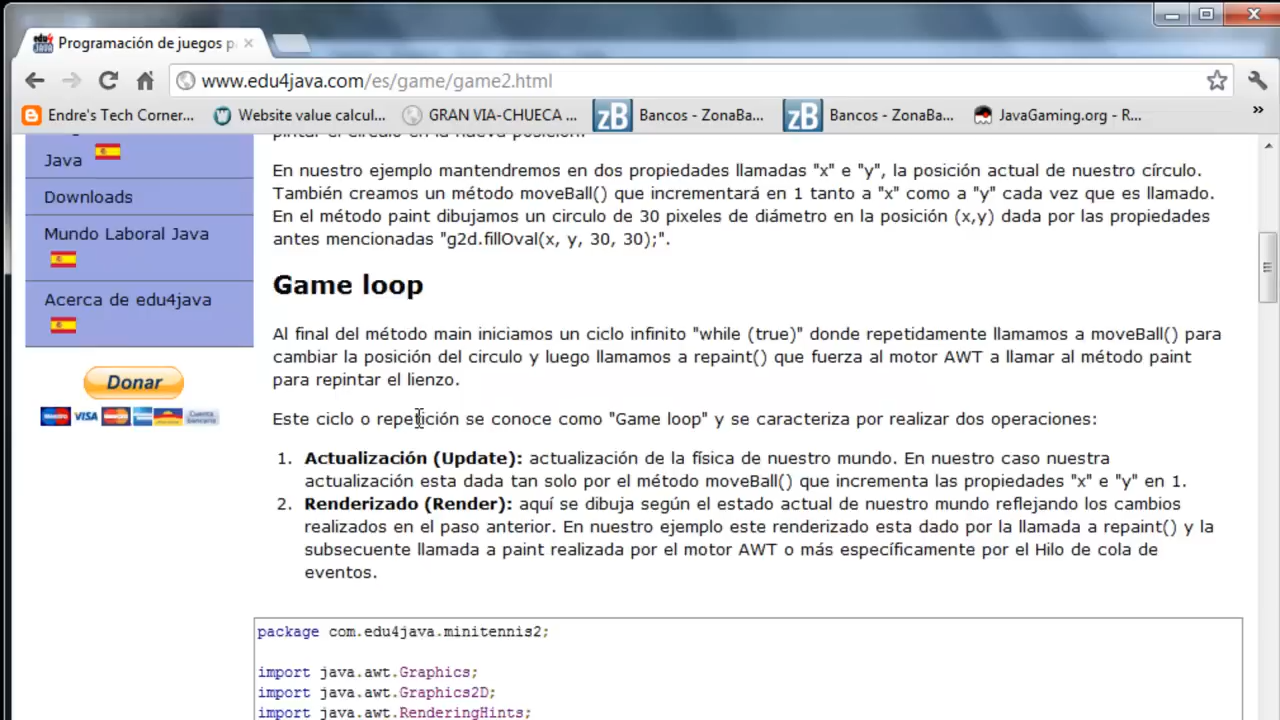 Programación de juegos p
www.edu4java.com/es/game/game2.html
Endre's Tech Corner... Website value calcul... GRAN VIA-CHUECA ... zB Bancos - ZonaBa... zB Bancos - ZonaBa... JavaGaming.org - R... »
pintar el círculo en la nueva posición.
Java
En nuestro ejemplo mantendremos en dos propiedades llamadas "x" e "y", la posición actual de nuestro círculo.
Downloads
También creamos un método moveBall() que incrementará en 1 tanto a "x" como a "y" cada vez que es llamado.
En el método paint dibujamos un circulo de 30 pixeles de diámetro en la posición (x,y) dada por las propiedades
Mundo Laboral Java
antes mencionadas "g2d.fillOval(x, y, 30, 30);".
Game loop
Acerca de edu4java
Al final del método main iniciamos un ciclo infinito "while (true)" donde repetidamente llamamos a moveBall() para
cambiar la posición del circulo y luego llamamos a repaint() que fuerza al motor AWT a llamar al método paint
para repintar el lienzo.
Donar
VISA
Este ciclo o repetición se conoce como "Game loop" y se caracteriza por realizar dos operaciones:
1. Actualización (Update): actualización de la física de nuestro mundo. En nuestro caso nuestra
actualización esta dada tan solo por el método moveBall() que incrementa las propiedades "x" e "y" en 1.
2. Renderizado (Render): aquí se dibuja según el estado actual de nuestro mundo reflejando los cambios
realizados en el paso anterior. En nuestro ejemplo este renderizado esta dado por la llamada a repaint() y la
subsecuente llamada a paint realizada por el motor AWT o más específicamente por el Hilo de cola de
eventos.
package com.edu4java.minitennis2;
import java.awt.Graphics;
import java.awt.Graphics2D;
import java.awt.RenderingHints;